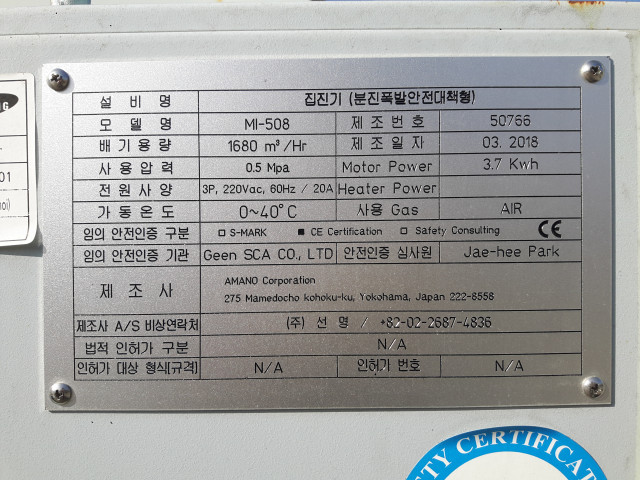 설 비 명 집진기 (분진폭발안전대책형)
모 델 명 MI-508 제 조 번 호 50766
배 기 용 량 1680 m³/Hr 제 조 일 자 03. 2018
사 용 압 력 0.5 Mpa Motor Power 3.7 Kwh
전 원 사 양 3P, 220Vac, 60Hz / 20A Heater Power
가 동 온 도 0~40°C 사용 Gas AIR
임의 안전인증 구분 □ S-MARK ■ CE Certification □ Safety Consulting CE
임의 안전인증 기관 Geen SCA CO., LTD 안전인증 심사원 Jae-hee Park
제 조 사 AMANO Corporation
275 Mamedocho kohoku-ku, Yokohama, Japan 222-8558
제조사 A/S 비상연락처 (주) 선 명 / +82-02-2687-4836
법적 인허가 구분 N/A
인허가 대상 형식(규격) N/A 인허가 번호 N/A
TY CERTIFICAT